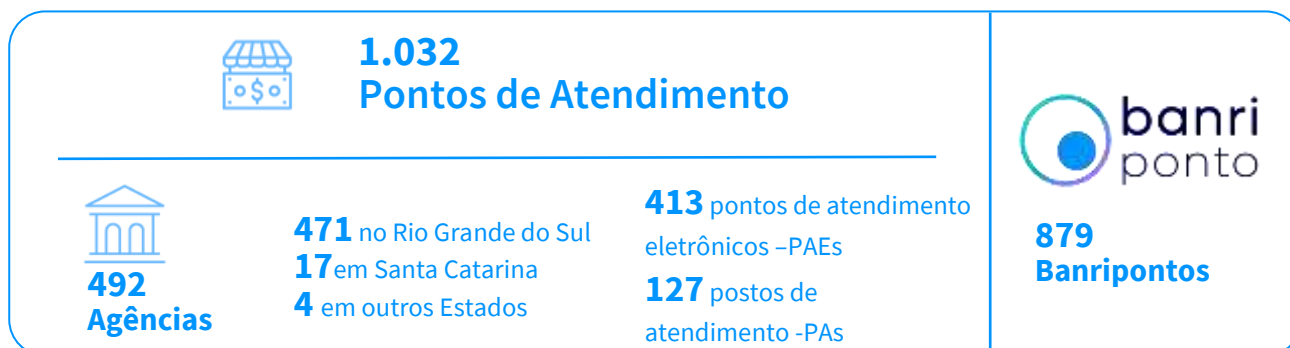 1.032
Pontos de Atendimento
492
Agências
471 no Rio Grande do Sul
17em Santa Catarina
4 em outros Estados
413 pontos de atendimento
eletrônicos –PAEs
127 postos de
atendimento -PAs
banri
ponto
879
Banripontos